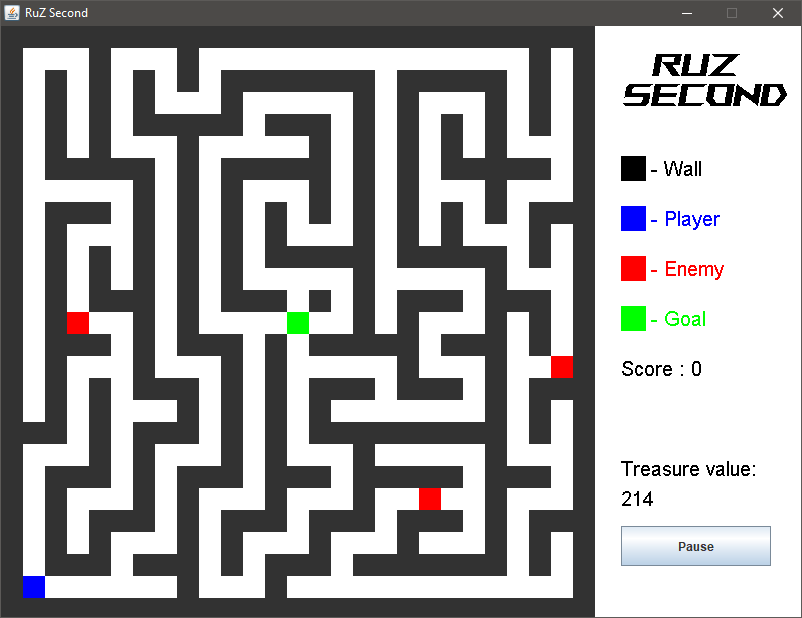 RuZ Second
RUZ
SECOND
- Wall
- Player
- Enemy
- Goal
Score : 0
Treasure value:
214
Pause